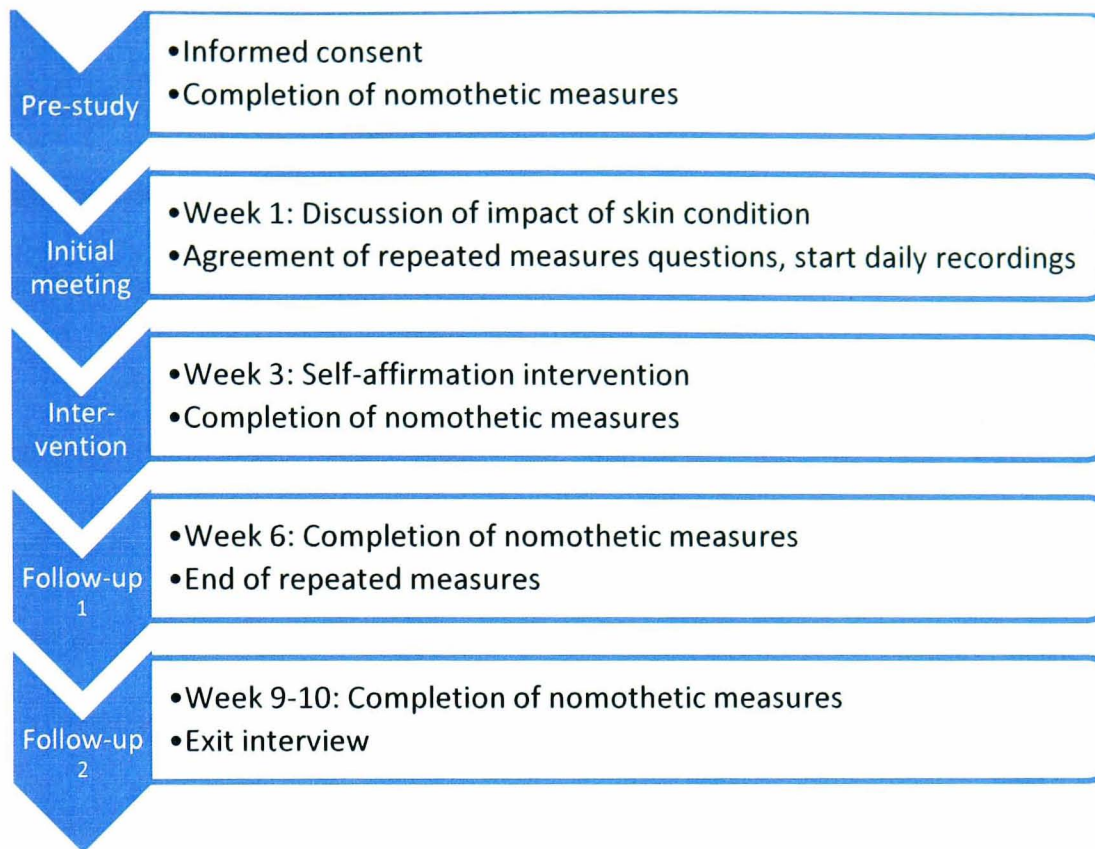 Pre-study
•Informed consent
•Completion of nomothetic measures
Initial
meeting
•Week 1: Discussion of impact of skin condition
•Agreement of repeated measures questions, start daily recordings
Inter-
vention
•Week 3: Self-affirmation intervention
•Completion of nomothetic measures
Follow-up
1
•Week 6: Completion of nomothetic measures
•End of repeated measures
Follow-up
2
•Week 9-10: Completion of nomothetic measures
•Exit interview